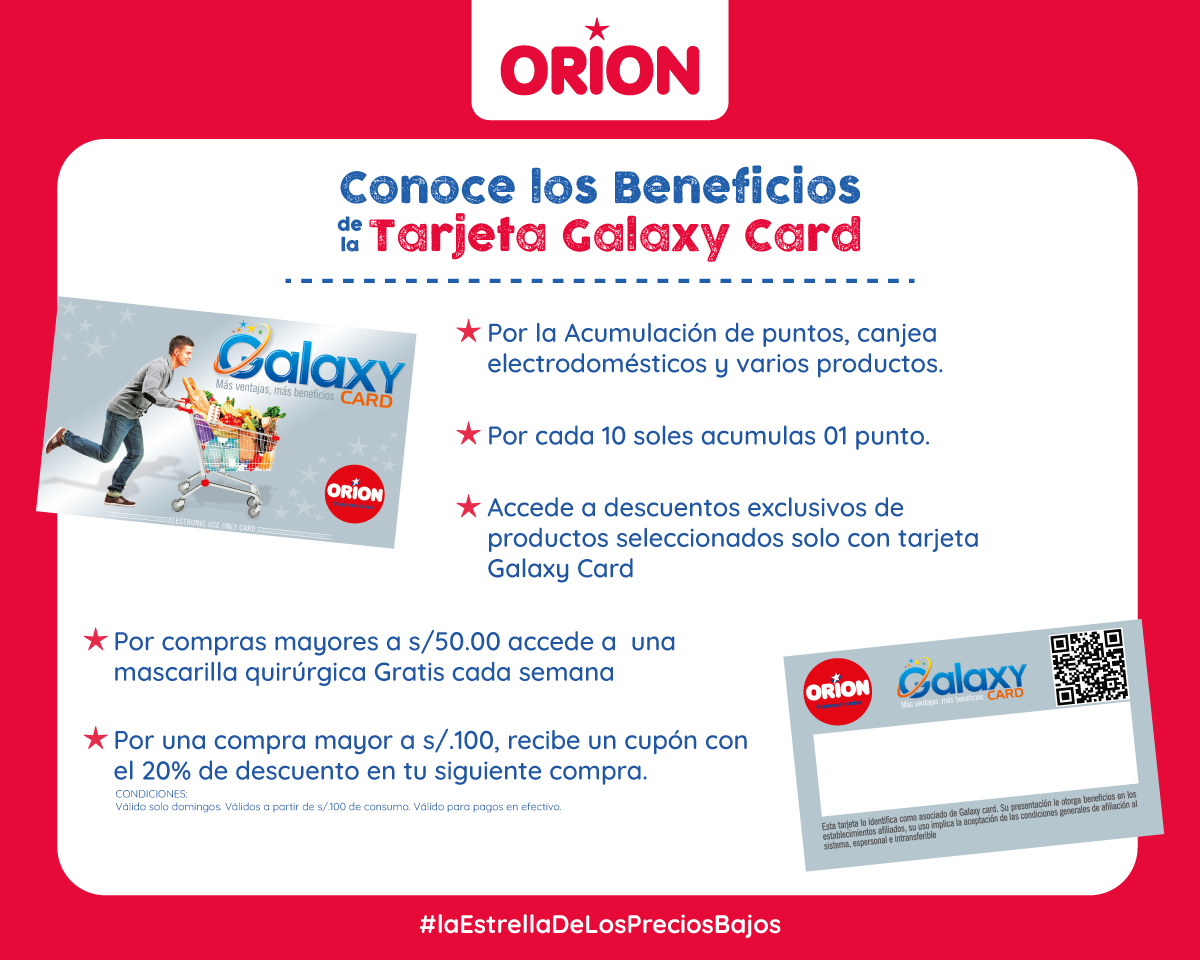 ORION
Conoce los Beneficios
de la Tarjeta Galaxy Card
Galaxy
Más ventajas, más beneficios CARD
ORION
ELECTRONIC USE ONLY CARD
Por la Acumulación de puntos, canjea
electrodomésticos y varios productos.
Por cada 10 soles acumulas 01 punto.
Accede a descuentos exclusivos de
productos seleccionados solo con tarjeta
Galaxy Card
Por compras mayores a s/50.00 accede a  una
mascarilla quirúrgica Gratis cada semana
Por una compra mayor a s/.100, recibe un cupón con
el 20% de descuento en tu siguiente compra.
CONDICIONES:
Válido solo domingos. Válidos a partir de s/.100 de consumo. Válido para pagos en efectivo.
ORION
Galaxy
Más ventajas, más beneficios CARD
Esta tarjeta lo identifica como asociado de Galaxy card. Su presentación le otorga beneficios en los
establecimientos afiliados, su uso implica la aceptación de las condiciones generales de afiliación al
sistema, espersonal e intransferible
#laEstrellaDeLosPreciosBajos